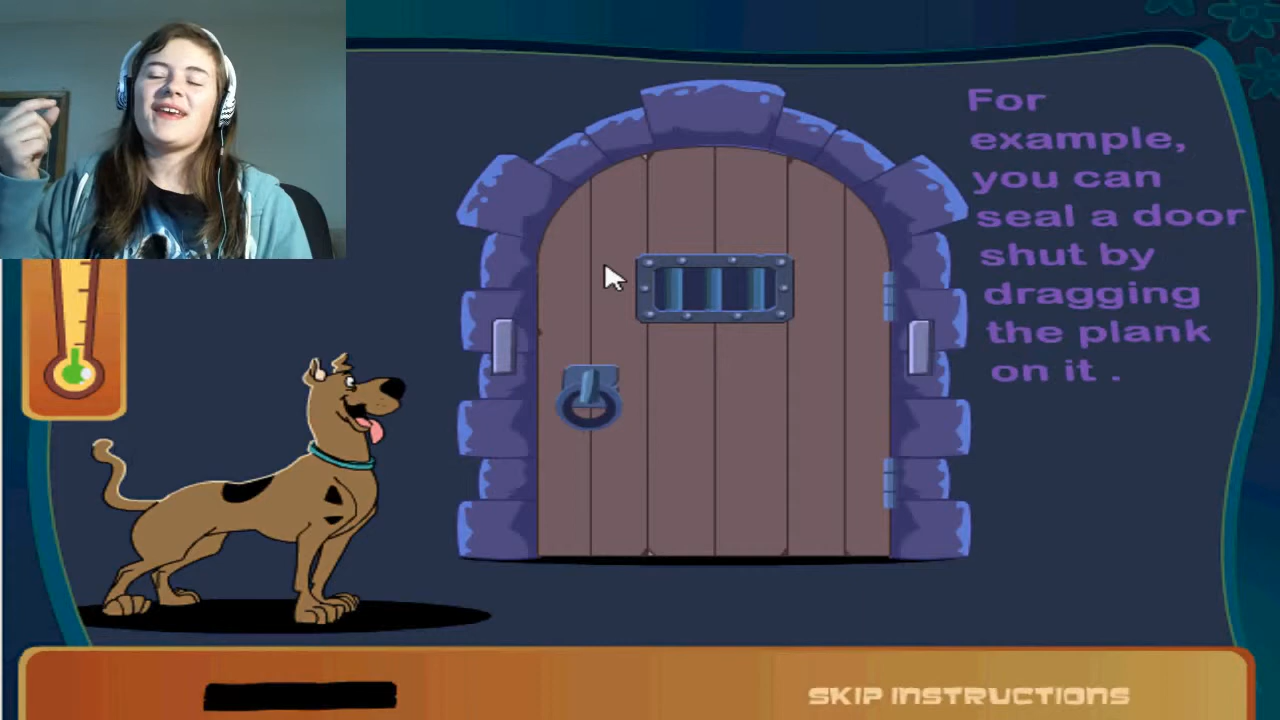 For
example,
you can
seal a door
shut by
dragging
the plank
on it .
SKIP INSTRUCTIONS